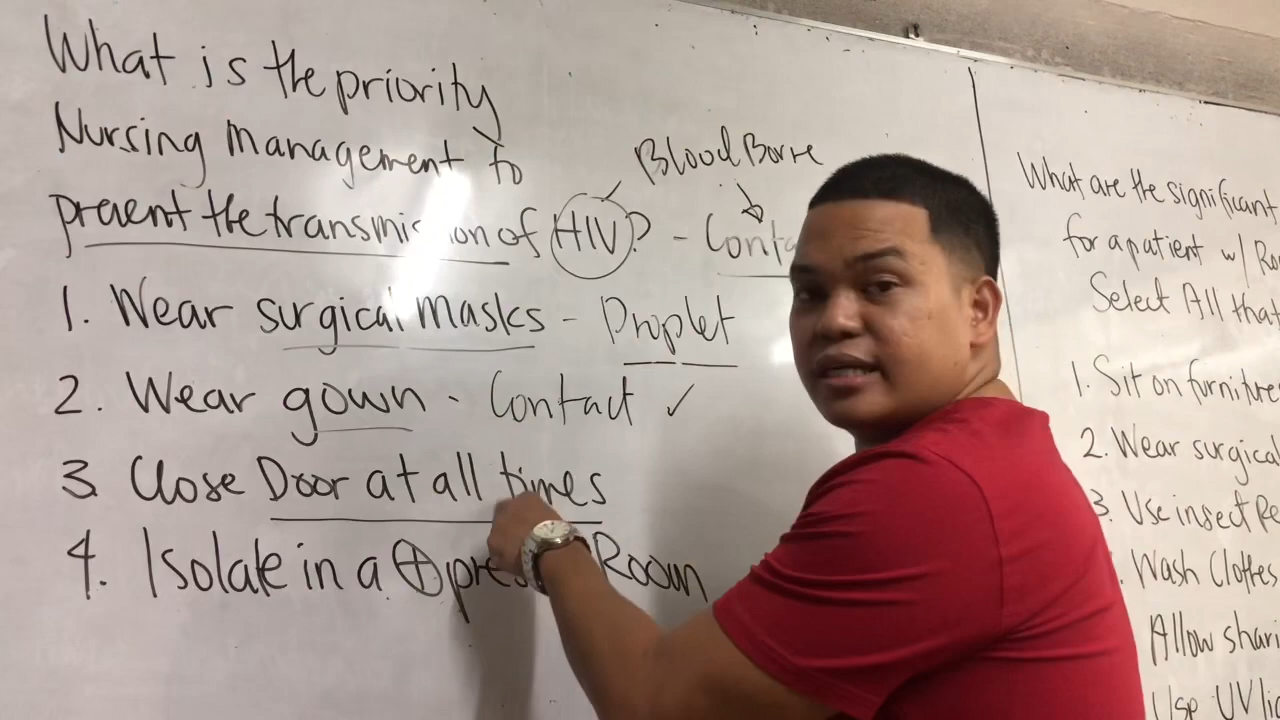 What is the priority
Nursing Management to
prevent the transmission of HIV? - Conta
Blood Borne
1. Wear surgical Masks - Droplet
2. Wear gown - Contact ✓
3. Close Door at all times
4. Isolate in a ⊕ Room
What are the significant
for a patient w/
Select All that
1. Sit on furniture
2. Wear surgical
3. Use insect Re
. Wash Clothes
Allow shari
Use UV li